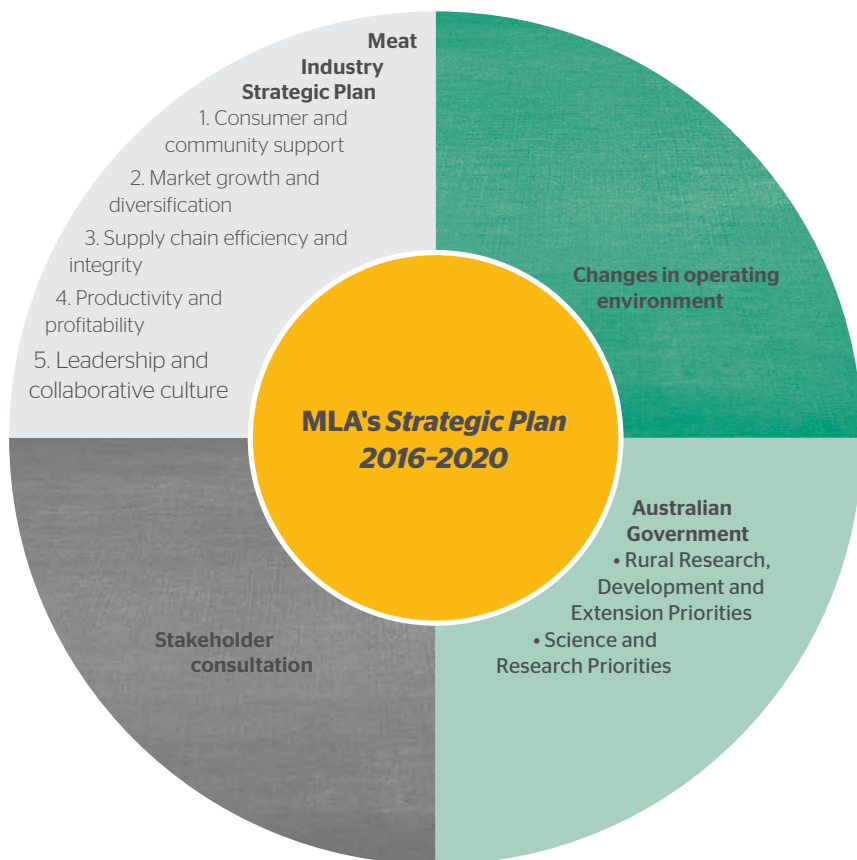 Meat
Industry
Strategic Plan
1. Consumer and
community support
2. Market growth and
diversification
3. Supply chain efficiency and
integrity
4. Productivity and
profitability
5. Leadership and
collaborative culture
Changes in operating
environment
MLA's Strategic Plan
2016–2020
Australian
Government
• Rural Research,
Development and
Extension Priorities
• Science and
Research Priorities
Stakeholder
consultation